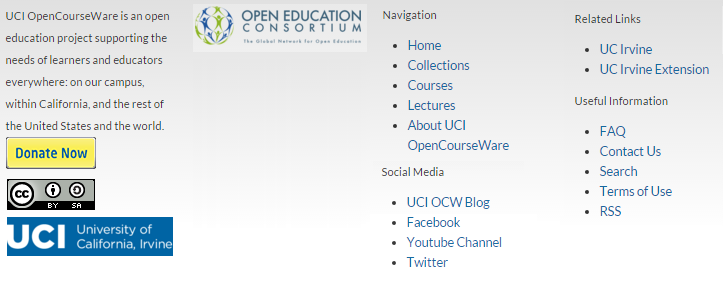 UCI OpenCourseWare is an open
education project supporting the
needs of learners and educators
everywhere: on our campus,
within California, and the rest of
the United States and the world.
Donate Now
cc
BY SA
UCI University of
California, Irvine
OPEN EDUCATION
CONSORTIUM
The Global Network for Open Education
Navigation
Home
Collections
Courses
Lectures
About UCI
OpenCourseWare
Social Media
UCI OCW Blog
Facebook
Youtube Channel
Twitter
Related Links
UC Irvine
UC Irvine Extension
Useful Information
FAQ
Contact Us
Search
Terms of Use
RSS